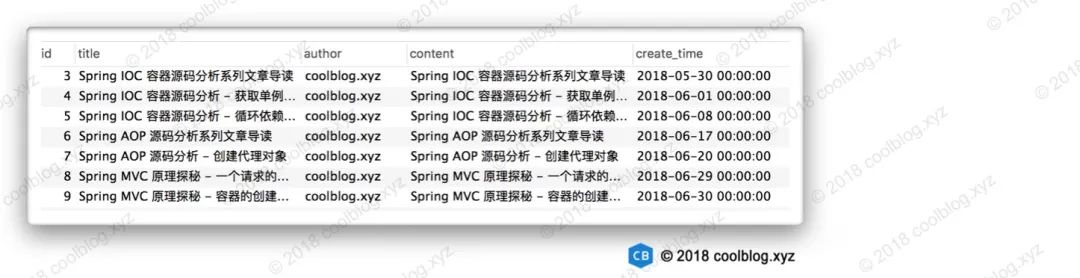 id title author content create_time
3 Spring IOC 容器源码分析系列文章导读 coolblog.xyz Spring IOC 容器源码分析系列文章导读 2018-05-30 00:00:00
4 Spring IOC 容器源码分析 – 获取单例... coolblog.xyz Spring IOC 容器源码分析 – 获取单例... 2018-06-01 00:00:00
5 Spring IOC 容器源码分析 – 循环依赖... coolblog.xyz Spring IOC 容器源码分析 – 循环依赖... 2018-06-08 00:00:00
6 Spring AOP 源码分析系列文章导读 coolblog.xyz Spring AOP 源码分析系列文章导读 2018-06-17 00:00:00
7 Spring AOP 源码分析 – 创建代理对象 coolblog.xyz Spring AOP 源码分析 – 创建代理对象 2018-06-20 00:00:00
8 Spring MVC 原理探秘 – 一个请求的... coolblog.xyz Spring MVC 原理探秘 – 一个请求的... 2018-06-29 00:00:00
9 Spring MVC 原理探秘 – 容器的创建... coolblog.xyz Spring MVC 原理探秘 – 容器的创建... 2018-06-30 00:00:00
CB © 2018 coolblog.xyz